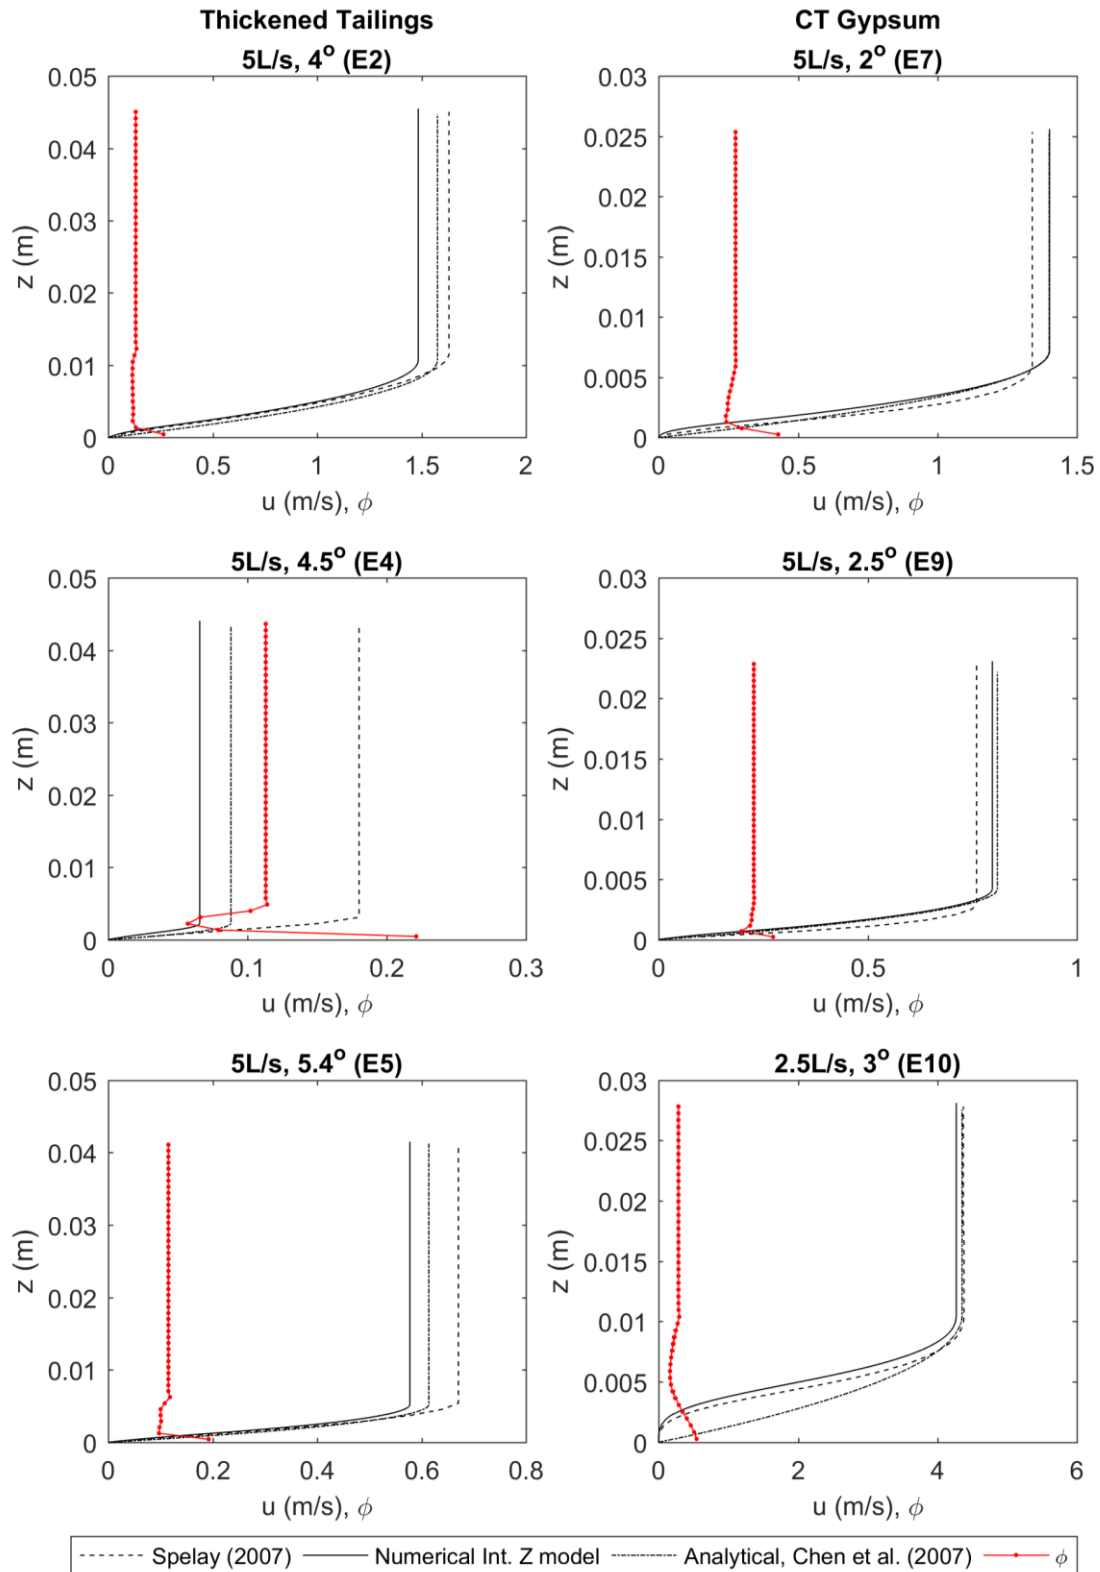 Thickened Tailings
CT Gypsum
5L/s, 4° (E2)
0.05
0.04
0.03
0.02
0.01
0
z (m)
0 0.5 1 1.5 2
u (m/s), ϕ
5L/s, 2° (E7)
0.03
0.025
0.02
0.015
0.01
0.005
0
z (m)
0 0.5 1 1.5
u (m/s), ϕ
5L/s, 4.5° (E4)
0.05
0.04
0.03
0.02
0.01
0
z (m)
0 0.1 0.2 0.3
u (m/s), ϕ
5L/s, 2.5° (E9)
0.03
0.025
0.02
0.015
0.01
0.005
0
z (m)
0 0.5 1
u (m/s), ϕ
5L/s, 5.4° (E5)
0.05
0.04
0.03
0.02
0.01
0
z (m)
0 0.2 0.4 0.6 0.8
u (m/s), ϕ
2.5L/s, 3° (E10)
0.03
0.025
0.02
0.015
0.01
0.005
0
z (m)
0 2 4 6
u (m/s), ϕ
Spelay (2007) Numerical Int. Z model Analytical, Chen et al. (2007) ϕ